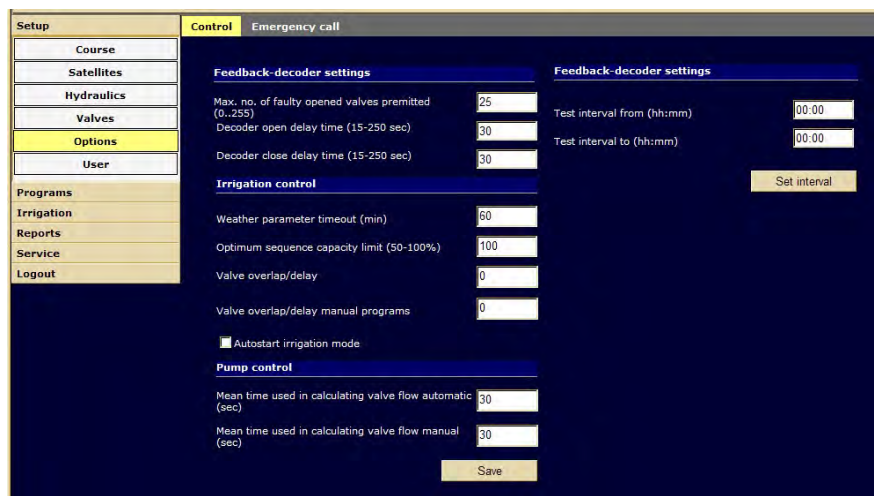 Setup
Course
Satellites
Hydraulics
Valves
Options
User
Programs
Irrigation
Reports
Service
Logout
Control Emergency call
Feedback-decoder settings
Max. no. of faulty opened valves premitted
(0..255)
25
Decoder open delay time (15-250 sec)
30
Decoder close delay time (15-250 sec)
30
Irrigation control
Weather parameter timeout (min)
60
Optimum sequence capacity limit (50-100%)
100
Valve overlap/delay
0
Valve overlap/delay manual programs
0
Autostart irrigation mode
Pump control
Mean time used in calculating valve flow automatic
(sec)
30
Mean time used in calculating valve flow manual
(sec)
30
Save
Feedback-decoder settings
Test interval from (hh:mm)
00:00
Test interval to (hh:mm)
00:00
Set interval